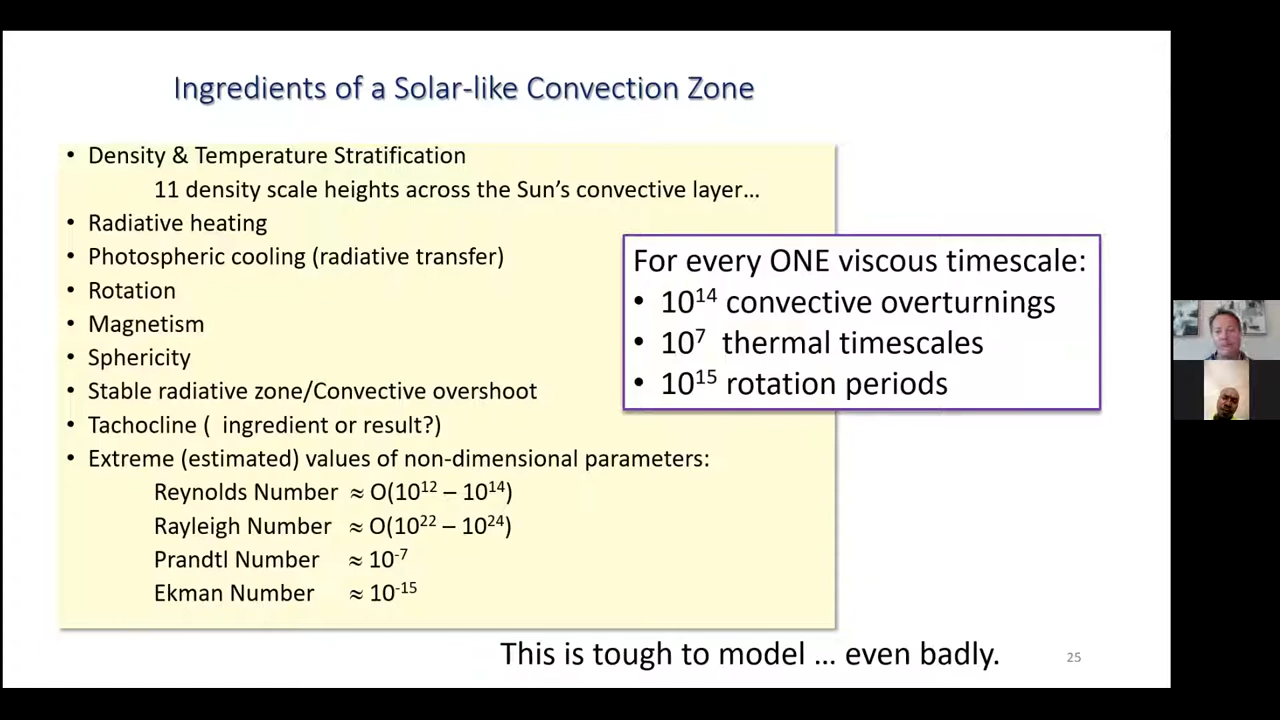 Ingredients of a Solar-like Convection Zone
• Density & Temperature Stratification
11 density scale heights across the Sun’s convective layer…
• Radiative heating
• Photospheric cooling (radiative transfer)
• Rotation
• Magnetism
• Sphericity
• Stable radiative zone/Convective overshoot
• Tachocline ( ingredient or result?)
• Extreme (estimated) values of non-dimensional parameters:
Reynolds Number ≈ O(10¹² – 10¹⁴)
Rayleigh Number ≈ O(10²² – 10²⁴)
Prandtl Number ≈ 10⁻⁷
Ekman Number ≈ 10⁻¹⁵
For every ONE viscous timescale:
• 10¹⁴ convective overturnings
• 10⁷ thermal timescales
• 10¹⁵ rotation periods
This is tough to model … even badly.
25